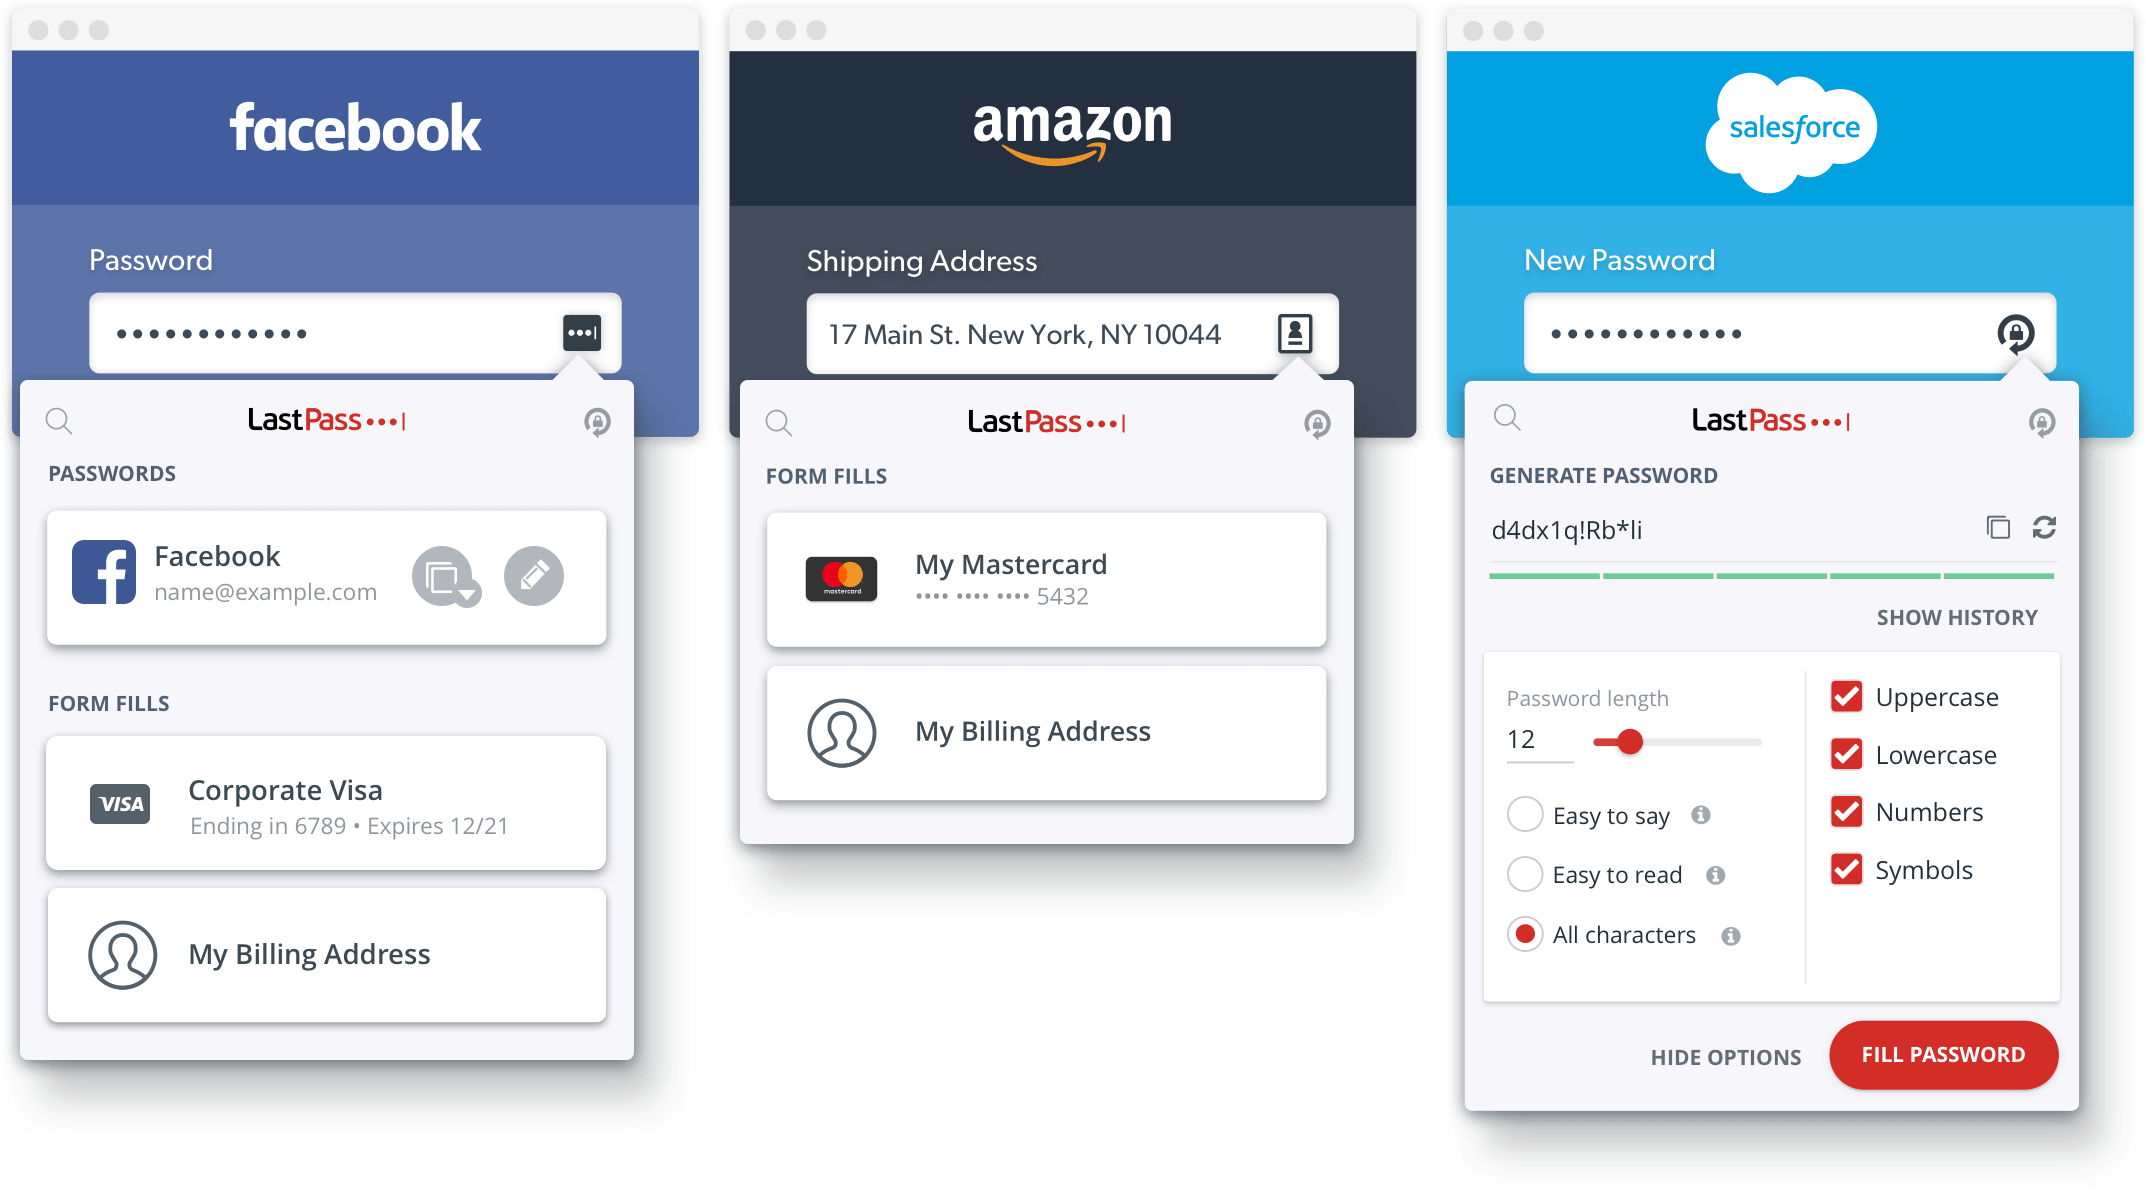 facebook
Password
LastPass
PASSWORDS
Facebook
name@example.com
FORM FILLS
VISA
Corporate Visa
Ending in 6789 • Expires 12/21
My Billing Address
amazon
Shipping Address
17 Main St. New York, NY 10044
LastPass
FORM FILLS
mastercard
My Mastercard
•••• •••• •••• 5432
My Billing Address
salesforce
New Password
LastPass
GENERATE PASSWORD
d4dx1q!Rb*li
SHOW HISTORY
Password length
12
Easy to say
Easy to read
All characters
Uppercase
Lowercase
Numbers
Symbols
HIDE OPTIONS
FILL PASSWORD